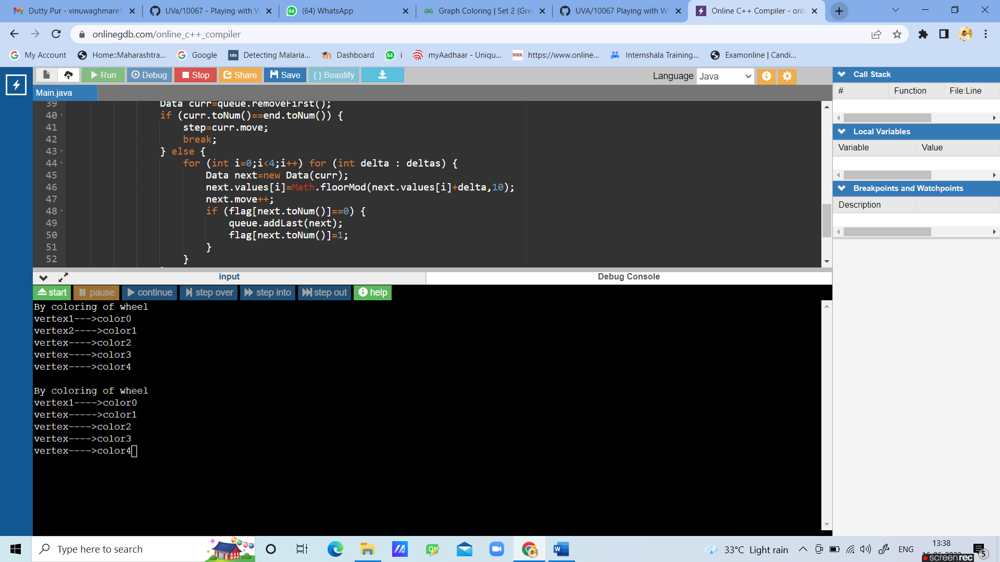 Dutty Pur - vinuwaghmare1
UVa/10067 - Playing with W
(64) WhatsApp
Graph Coloring | Set 2 (Gree
UVA/10067 Playing with Wh
Online C++ Compiler - onli
onlinegdb.com/online_c++_compiler
My Account
Home::Maharashtra...
Google
tds
Detecting Malaria...
Dashboard
64
i
myAadhaar - Uniqu...
NSDL
https://www.online...
Internshala Training...
Examonline | Candi...
Run
Debug
Stop
Share
Save
{ } Beautify
Language
Java
Main.java
39 Data curr=queue.removeFirst();
40 if (curr.toNum()==end.toNum()) {
41 step=curr.move;
42 break;
43 } else {
44 for (int i=0;i<4;i++) for (int delta : deltas) {
45 Data next=new Data(curr);
46 next.values[i]=Math.floorMod(next.values[i]+delta,10);
47 next.move++;
48 if (flag[next.toNum()]==0) {
49 queue.addLast(next);
50 flag[next.toNum()]=1;
51 }
52 }
Call Stack
# Function File:Line
Local Variables
Variable Value
Breakpoints and Watchpoints
Description
input
Debug Console
start
pause
continue
step over
step into
step out
help
By coloring of wheel
vertex1--->color0
vertex2---->color1
vertex---->color2
vertex---->color3
vertex---->color4
By coloring of wheel
vertex1---->color0
vertex----->color1
vertex---->color2
vertex---->color3
vertex---->color4
Type here to search
33°C Light rain
ENG
13:38
5
screenrec